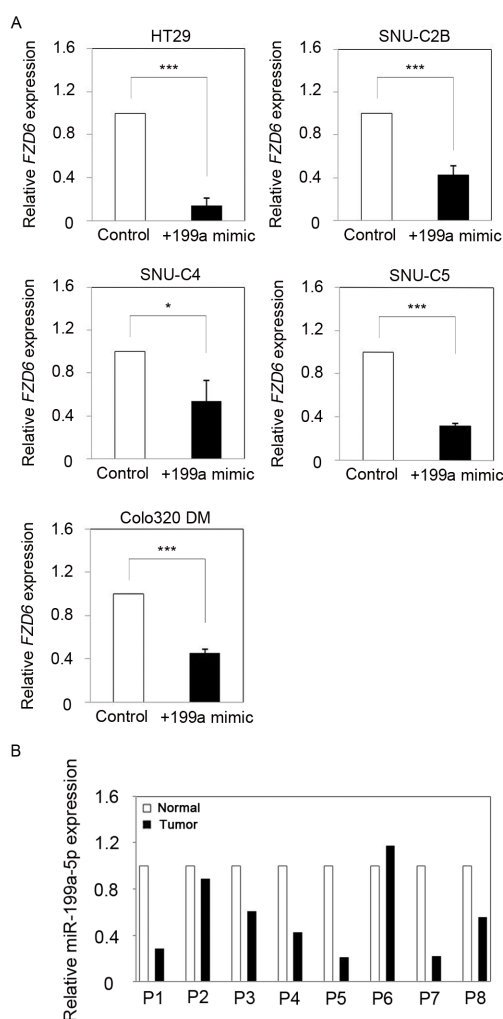 A
HT29
Relative FZD6 expression
1.6
1.2
0.8
0.4
0
***
Control +199a mimic
SNU-C2B
Relative FZD6 expression
1.6
1.2
0.8
0.4
0
***
Control +199a mimic
SNU-C4
Relative FZD6 expression
1.6
1.2
0.8
0.4
0
*
Control +199a mimic
SNU-C5
Relative FZD6 expression
1.6
1.2
0.8
0.4
0
***
Control +199a mimic
Colo320 DM
Relative FZD6 expression
1.6
1.2
0.8
0.4
0
***
Control +199a mimic
B
Relative miR-199a-5p expression
1.6
1.2
0.8
0.4
0
Normal
Tumor
P1 P2 P3 P4 P5 P6 P7 P8